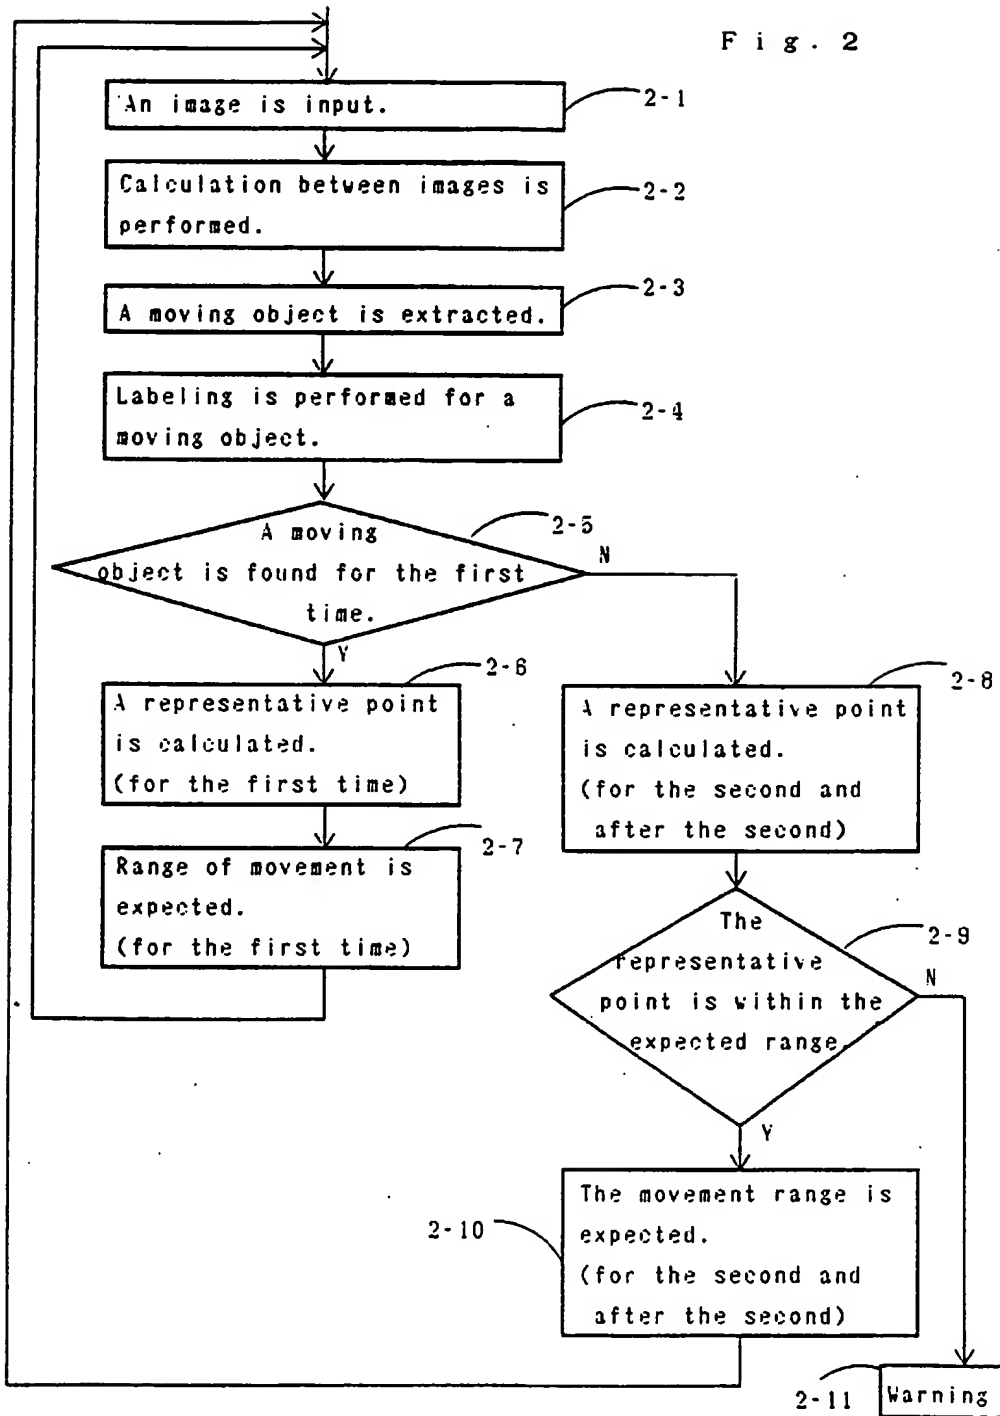 Fig. 2
An image is input.
2-1
Calculation between images is
performed.
2-2
A moving object is extracted.
2-3
Labeling is performed for a
moving object.
2-4
A moving
object is found for the first
time.
2-5
N
Y
A representative point
is calculated.
(for the first time)
2-6
Range of movement is
expected.
(for the first time)
2-7
A representative point
is calculated.
(for the second and
after the second)
2-8
The
representative
point is within the
expected range.
2-9
N
Y
The movement range is
expected.
(for the second and
after the second)
2-10
2-11
Warning